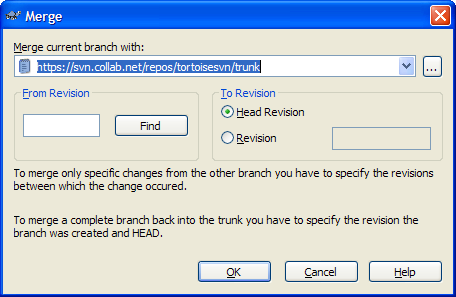 Merge
Merge current branch with:
https://svn.collab.net/repos/tortoisesvn/trunk
...
From Revision
Find
To Revision
Head Revision
Revision
To merge only specific changes from the other branch you have to specify the revisions
between which the change occured.
To merge a complete branch back into the trunk you have to specify the revision the
branch was created and HEAD.
OK
Cancel
Help